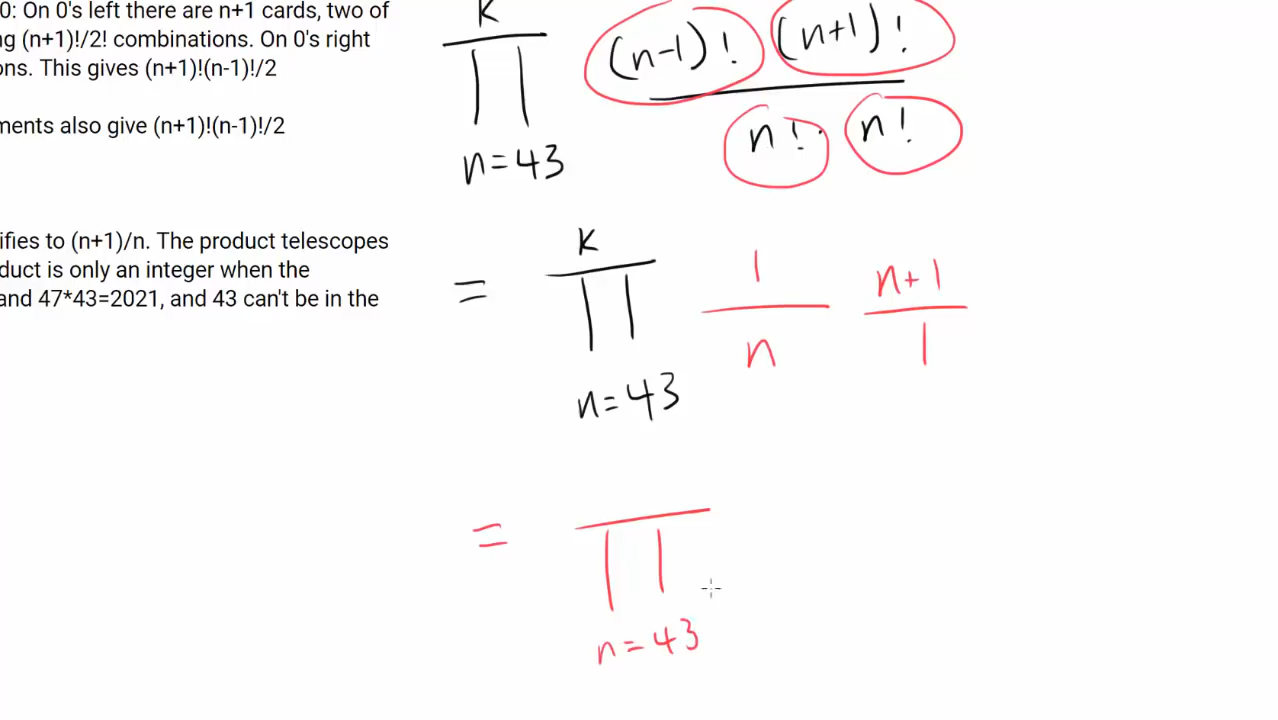 0: On 0's left there are n+1 cards, two of
ng (n+1)!/2! combinations. On 0's right
ons. This gives (n+1)!(n-1)!/2
ments also give (n+1)!(n-1)!/2
ifies to (n+1)/n. The product telescopes
duct is only an integer when the
and 47*43=2021, and 43 can't be in the
K
∏ (n-1)! (n+1)!
n! · n!
n=43
K
= ∏ 1 n+1
n 1
n=43
= ∏
n=43